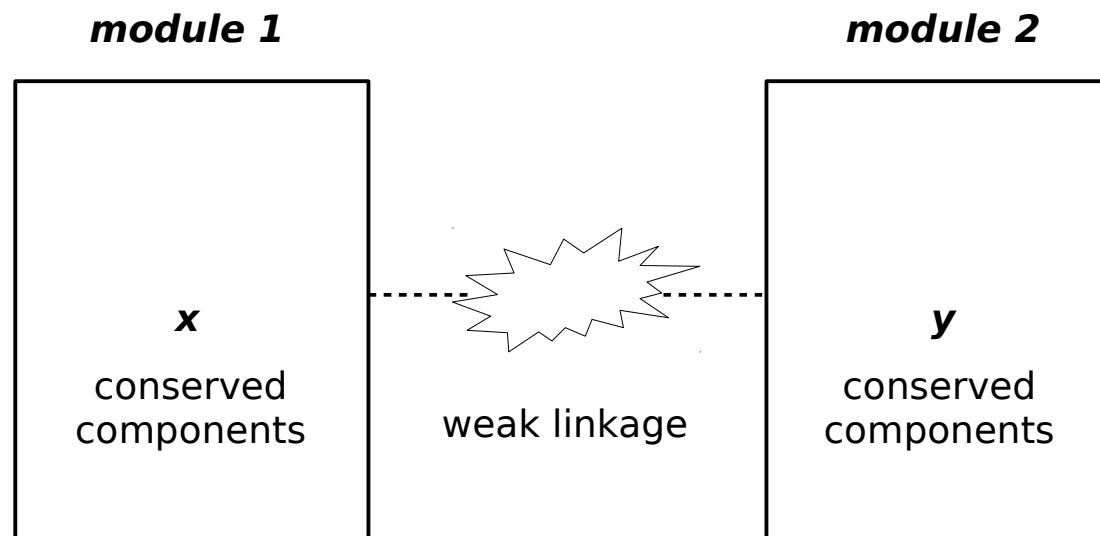 module 1
module 2
x
conserved
components
weak linkage
y
conserved
components